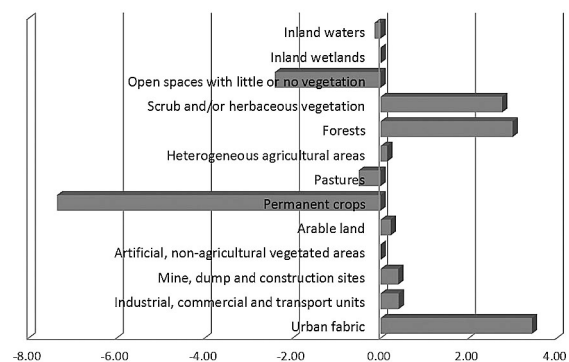 Inland waters
Inland wetlands
Open spaces with little or no vegetation
Scrub and/or herbaceous vegetation
Forests
Heterogeneous agricultural areas
Pastures
Permanent crops
Arable land
Artificial, non-agricultural vegetated areas
Mine, dump and construction sites
Industrial, commercial and transport units
Urban fabric
-8.00 -6.00 -4.00 -2.00 0.00 2.00 4.00